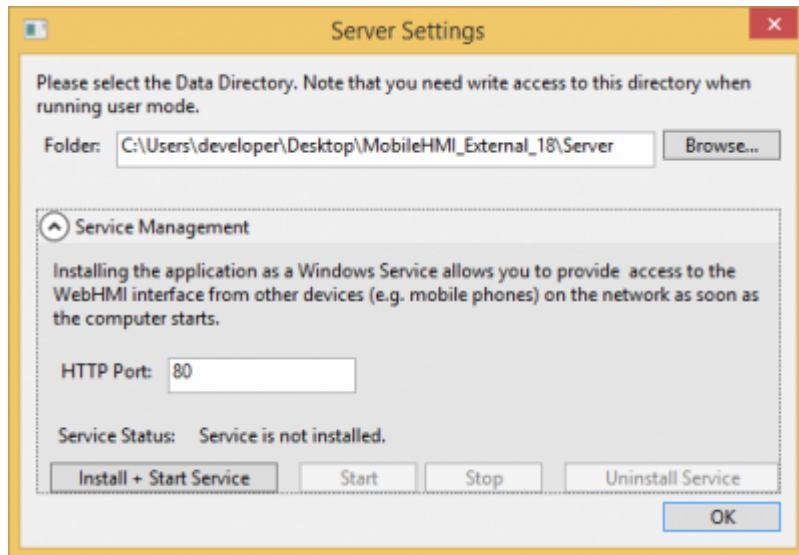 Server Settings
Please select the Data Directory. Note that you need write access to this directory when
running user mode.
Folder: C:\Users\developer\Desktop\MobileHMI_External_18\Server Browse...
Service Management
Installing the application as a Windows Service allows you to provide access to the
WebHMI interface from other devices (e.g. mobile phones) on the network as soon as
the computer starts.
HTTP Port: 80
Service Status: Service is not installed.
Install + Start Service Start Stop Uninstall Service
OK